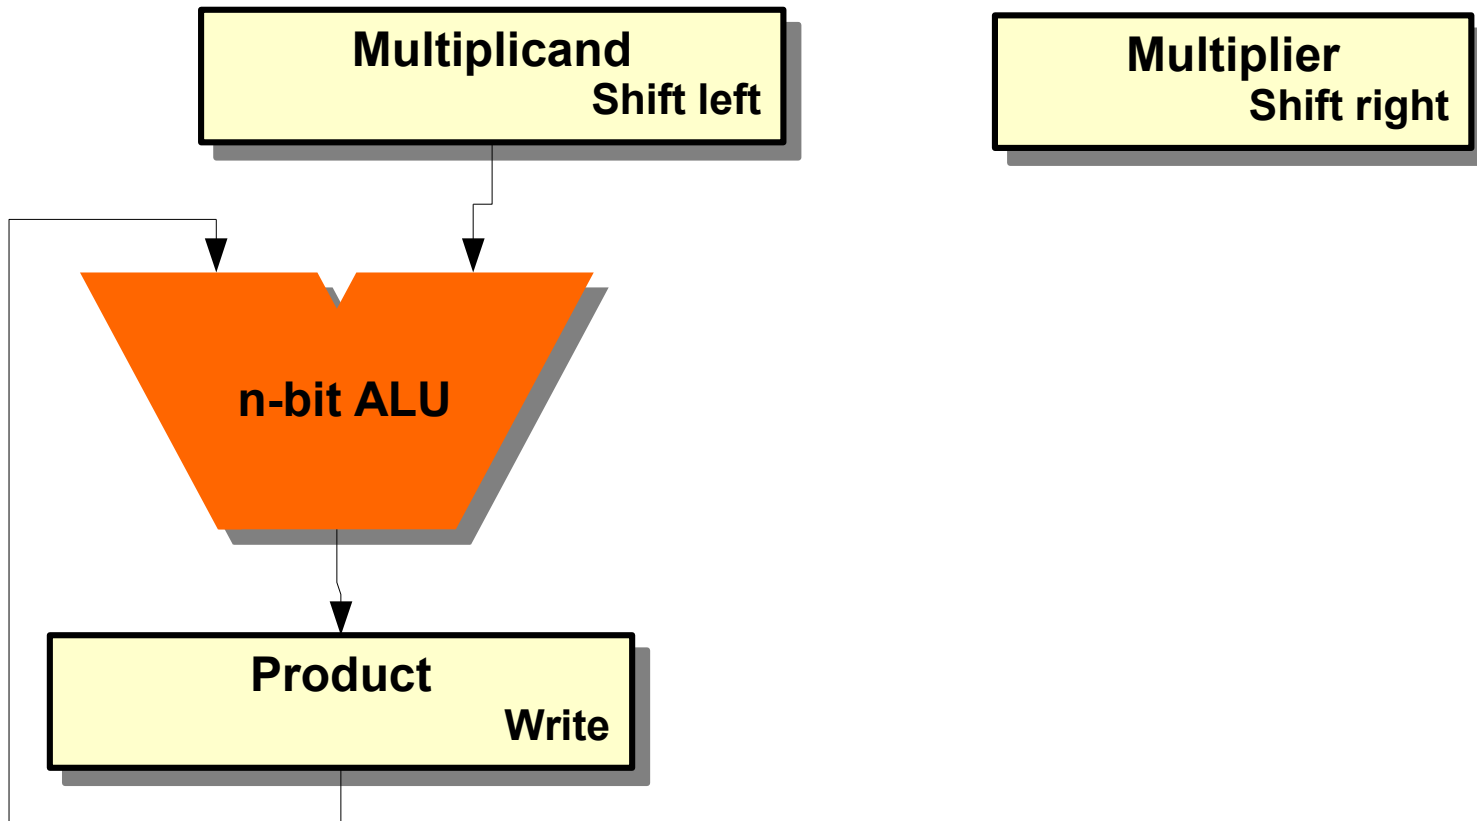 Multiplicand
Shift left
Multiplier
Shift right
n-bit ALU
Product
Write